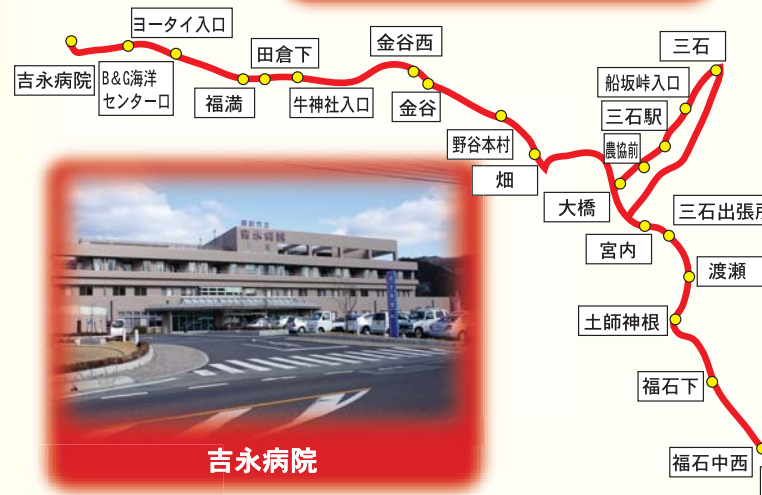 ヨータイ入口
吉永病院
B&G海洋
センター口
福満
田倉下
牛神社入口
金谷西
金谷
野谷本村
畑
三石
船坂峠入口
三石駅
農協前
大橋
宮内
三石出張所
渡瀬
土師神根
福石下
福石中西
吉永病院
吉永病院